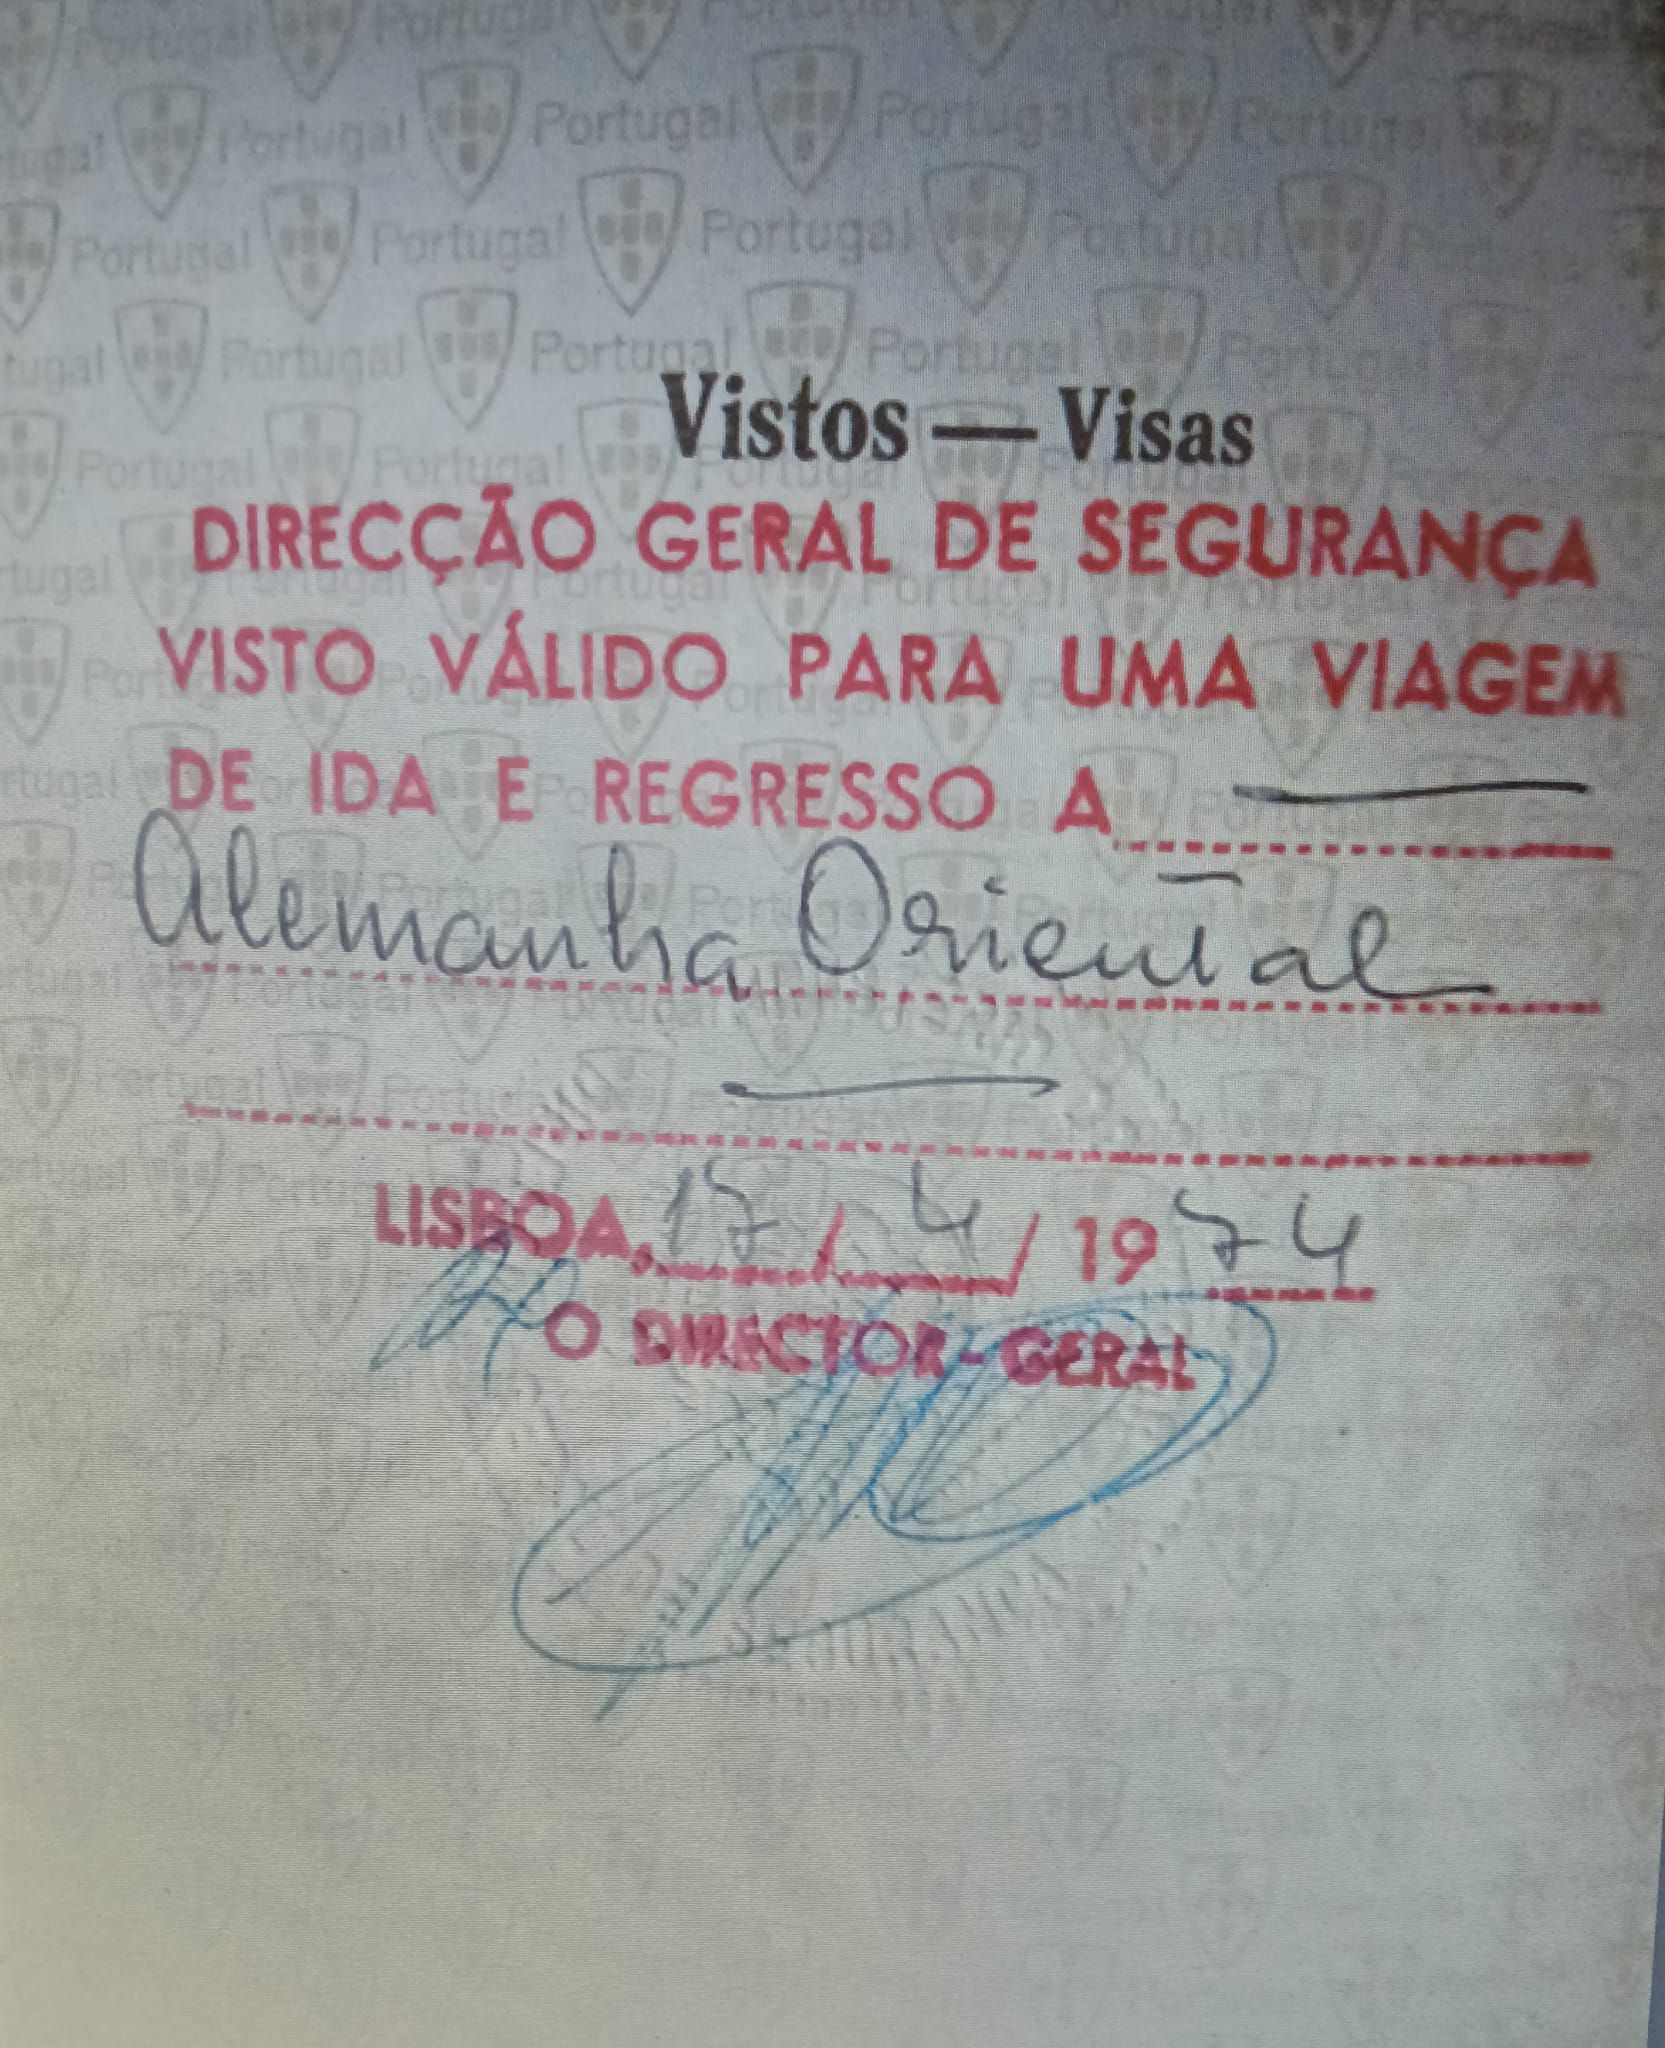 Vistos — Visas
DIRECÇÃO GERAL DE SEGURANÇA
VISTO VÁLIDO PARA UMA VIAGEM
DE IDA E REGRESSO A
Alemanha Oriental
LISBOA, 17 / 4 / 1974
O DIRECTOR-GERAL
SEGURANÇA